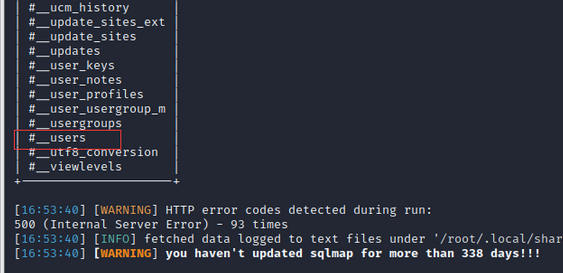 | #__ucm_history |
| #__update_sites_ext |
| #__update_sites |
| #__updates |
| #__user_keys |
| #__user_notes |
| #__user_profiles |
| #__user_usergroup_m |
| #__usergroups |
| #__users |
| #__utf8_conversion |
| #__viewlevels |
+---------------------+
[16:53:40] [WARNING] HTTP error codes detected during run:
500 (Internal Server Error) - 93 times
[16:53:40] [INFO] fetched data logged to text files under '/root/.local/shar
[16:53:40] [WARNING] you haven't updated sqlmap for more than 338 days!!!